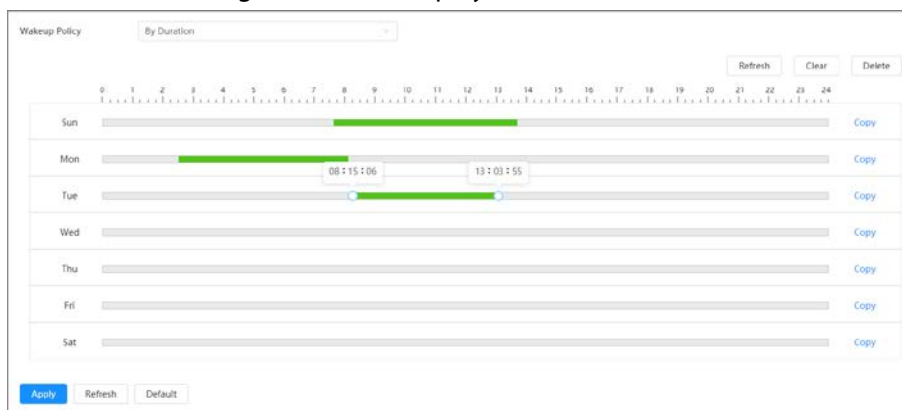 Wakeup Policy By Duration
Refresh Clear Delete
0 1 2 3 4 5 6 7 8 9 10 11 12 13 14 15 16 17 18 19 20 21 22 23 24
Sun Copy
Mon Copy
08:15:06 13:03:55
Tue Copy
Wed Copy
Thu Copy
Fri Copy
Sat Copy
Apply Refresh Default